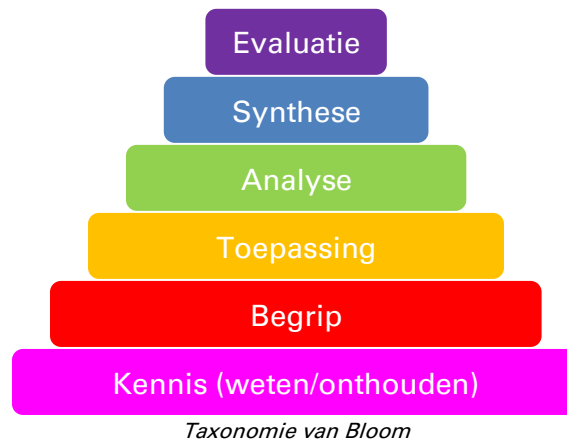 Evaluatie
Synthese
Analyse
Toepassing
Begrip
Kennis (weten/onthouden)
Taxonomie van Bloom